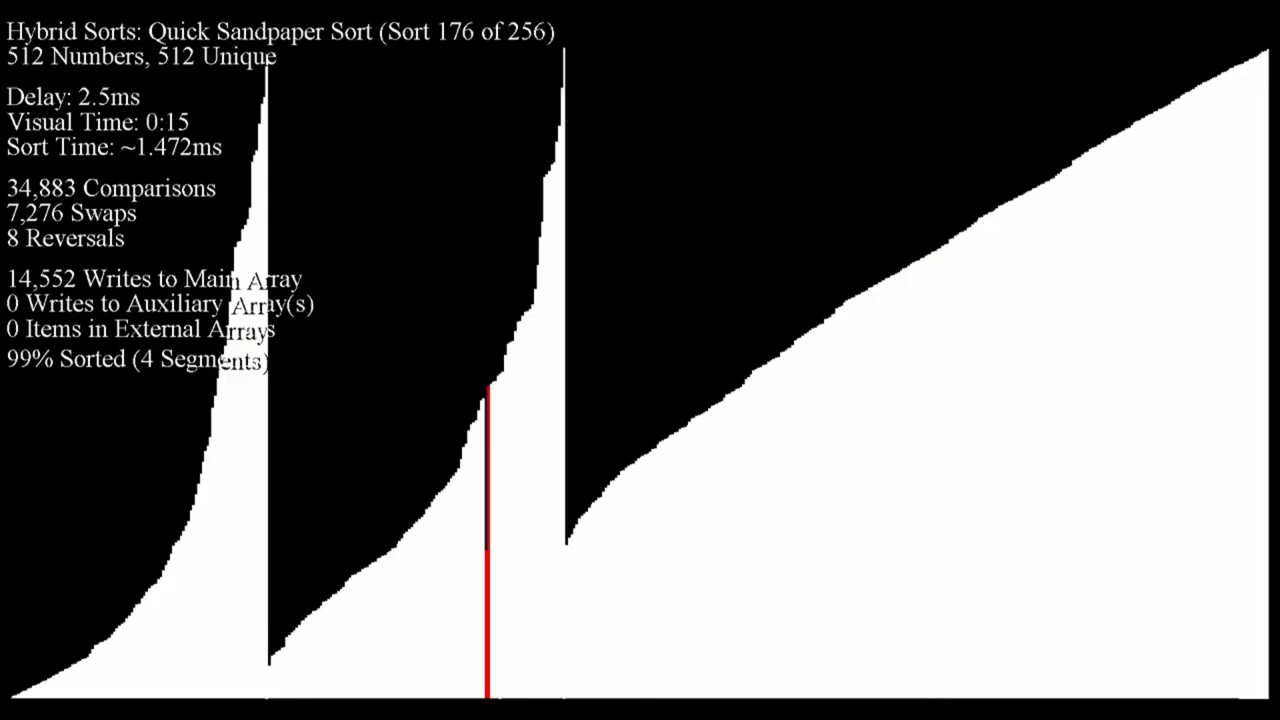 Hybrid Sorts: Quick Sandpaper Sort (Sort 176 of 256)
512 Numbers, 512 Unique
Delay: 2.5ms
Visual Time: 0:15
Sort Time: ~1.472ms
34,883 Comparisons
7,276 Swaps
8 Reversals
14,552 Writes to Main Array
0 Writes to Auxiliary Array(s)
0 Items in External Arrays
99% Sorted (4 Segments)